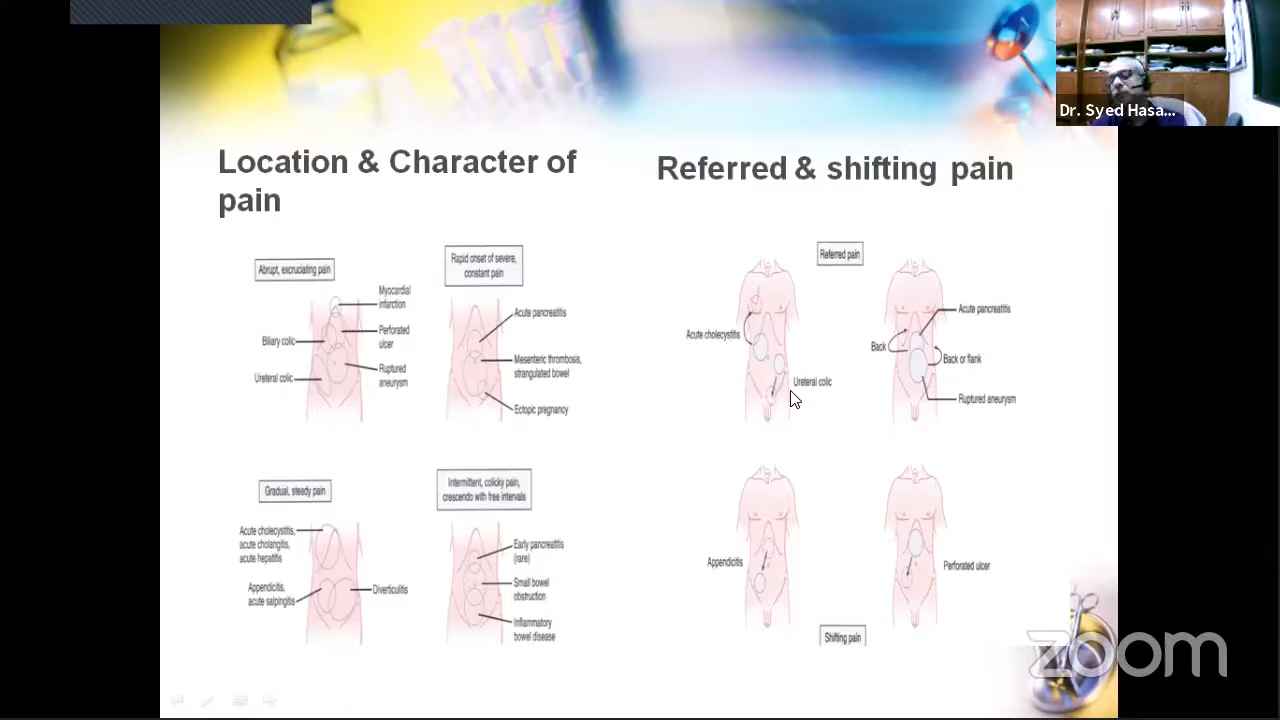 Dr. Syed Hasa...
Location & Character of
pain
Referred & shifting pain
Abrupt, excruciating pain
Myocardial
infarction
Perforated
ulcer
Biliary colic
Ruptured
aneurysm
Ureteral colic
Rapid onset of severe,
constant pain
Acute pancreatitis
Mesenteric thrombosis,
strangulated bowel
Ectopic pregnancy
Gradual, steady pain
Acute cholecystitis,
acute cholangitis,
acute hepatitis
Appendicitis,
acute salpingitis
Diverticulitis
Intermittent, colicky pain,
crescendo with free intervals
Early pancreatitis
(rare)
Small bowel
obstruction
Inflammatory
bowel disease
Referred pain
Acute cholecystitis
Ureteral colic
Acute pancreatitis
Back
Back or flank
Ruptured aneurysm
Appendicitis
Perforated ulcer
Shifting pain
zoom